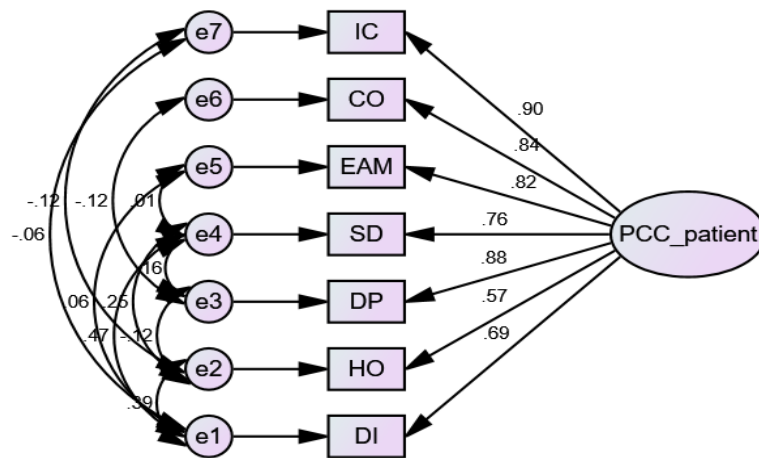 e7 IC
.90
e6 CO
.84
e5 EAM
.82
-.12 -.12 .01
-.06
e4 SD
.76
PCC_patient
.16
.88
e3 DP
.06 .25
.57
.47 -.12
.69
e2 HO
.39
e1 DI